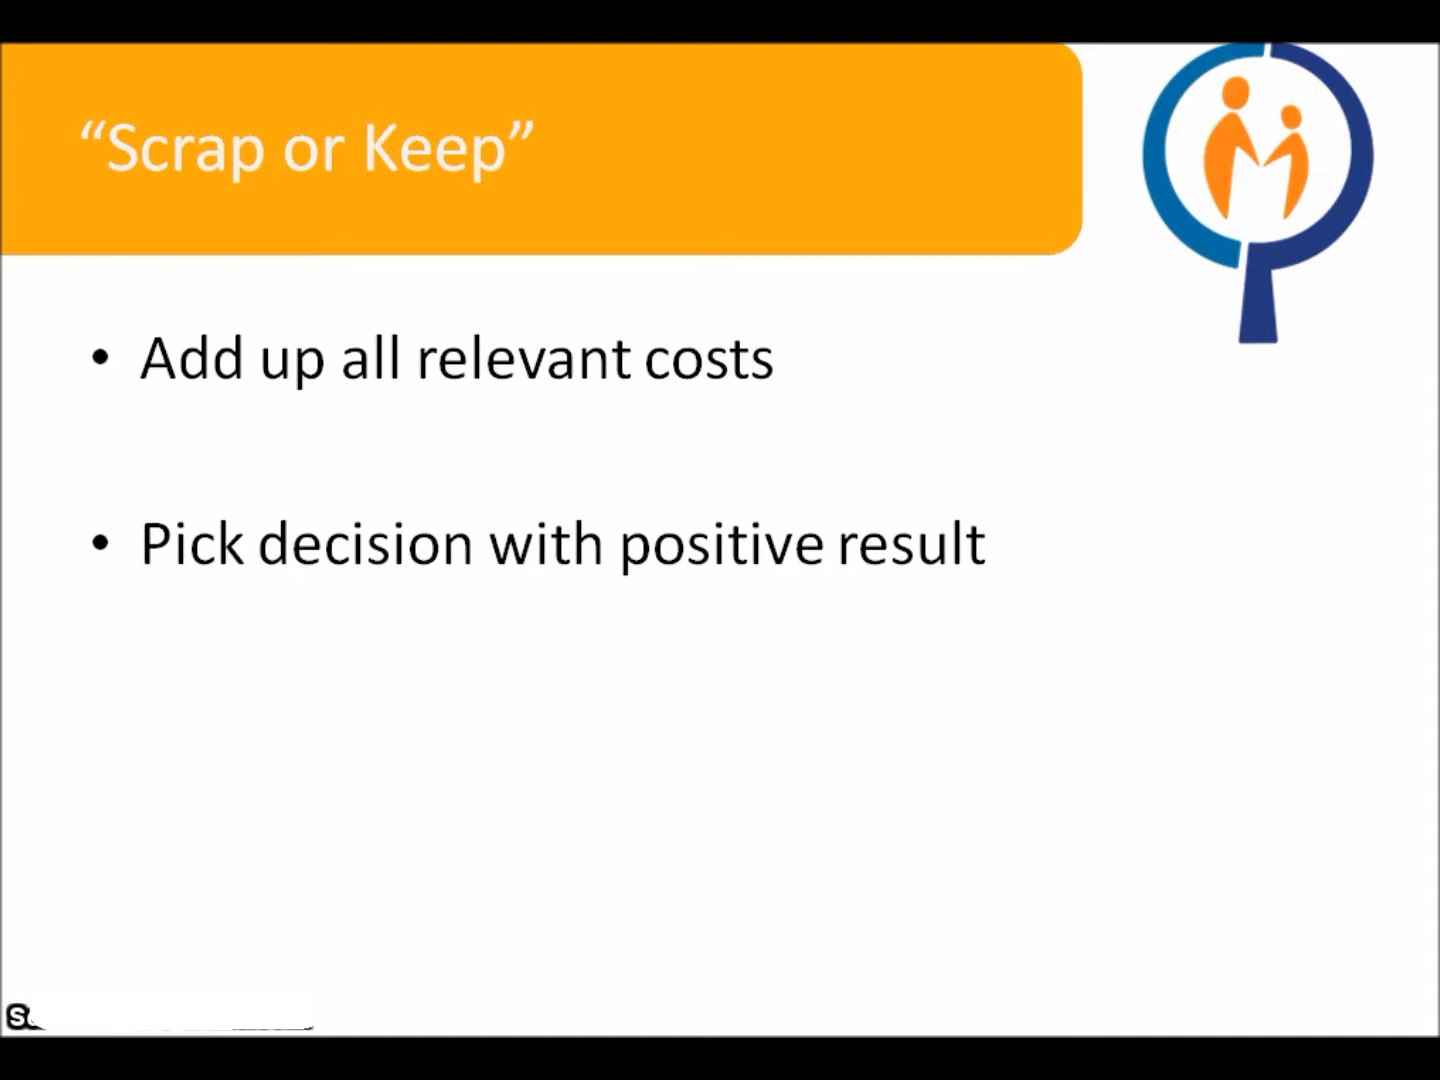 “Scrap or Keep”
• Add up all relevant costs
• Pick decision with positive result